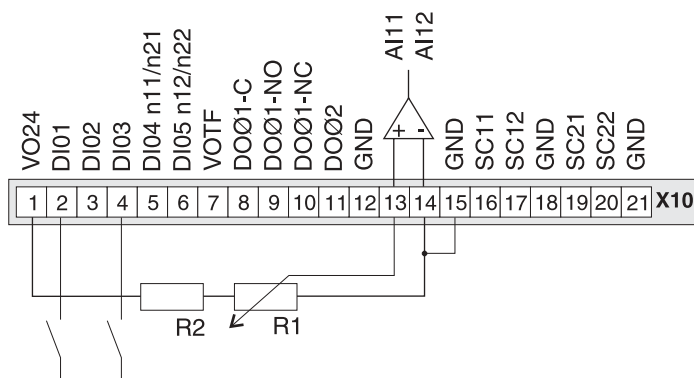 AI11
AI12
VO24
DI01
DI02
DI03
DI04 n11/n21
DI05 n12/n22
VOTF
DOØ1-C
DOØ1-NO
DOØ1-NC
DOØ2
GND
+ -
GND
SC11
SC12
GND
SC21
SC22
GND
1 2 3 4 5 6 7 8 9 10 11 12 13 14 15 16 17 18 19 20 21 X10
R2 R1